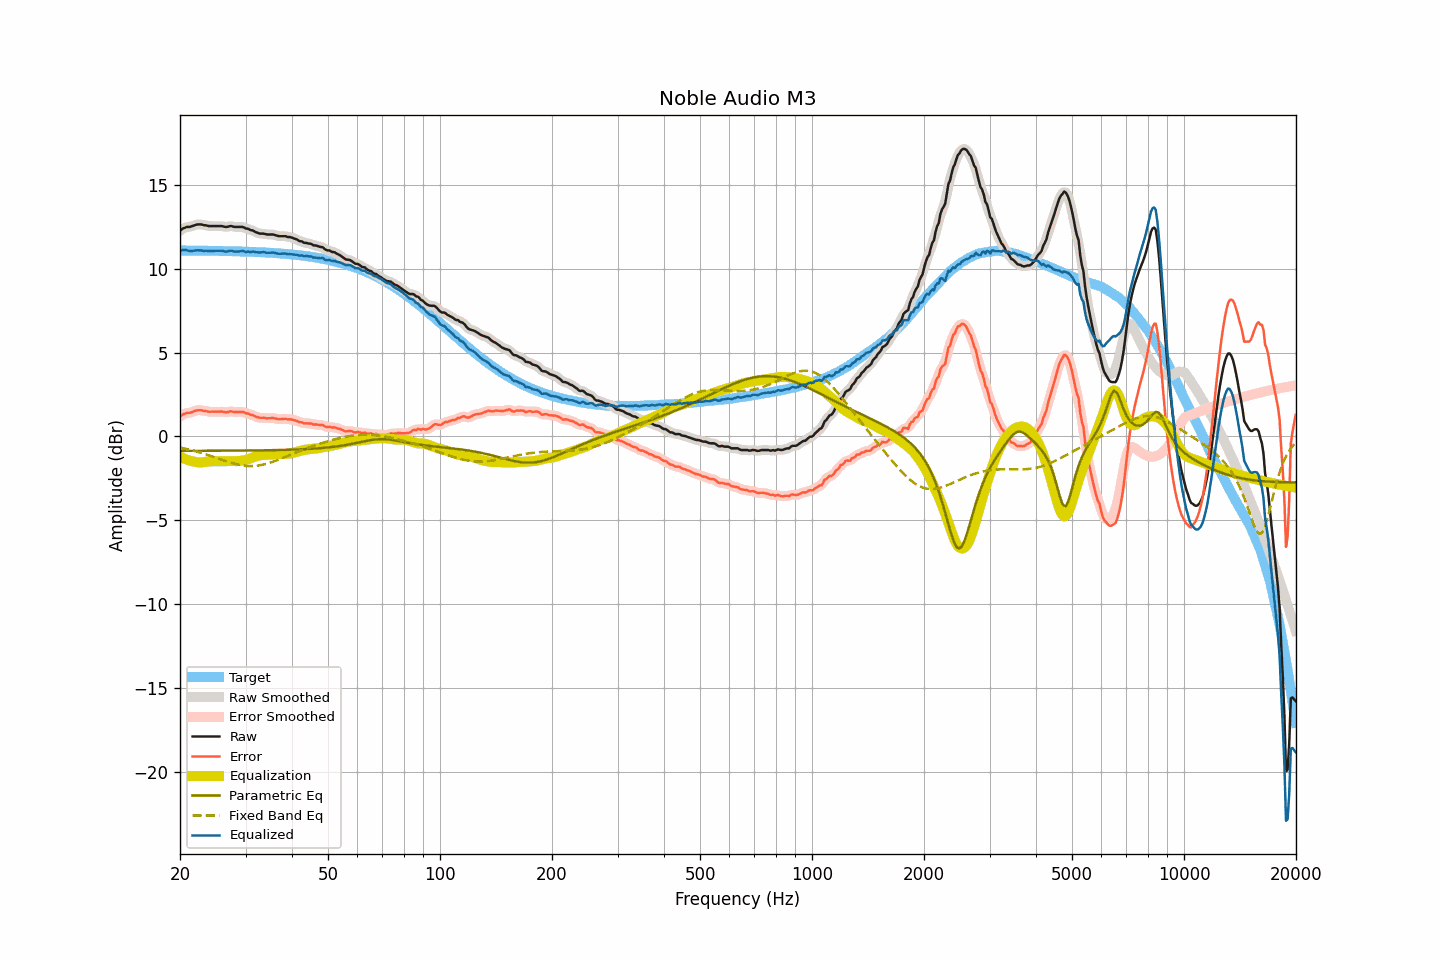 Noble Audio M3
Amplitude (dBr)
15
10
5
0
−5
−10
−15
−20
Target
Raw Smoothed
Error Smoothed
Raw
Error
Equalization
Parametric Eq
Fixed Band Eq
Equalized
20 50 100 200 500 1000 2000 5000 10000 20000
Frequency (Hz)